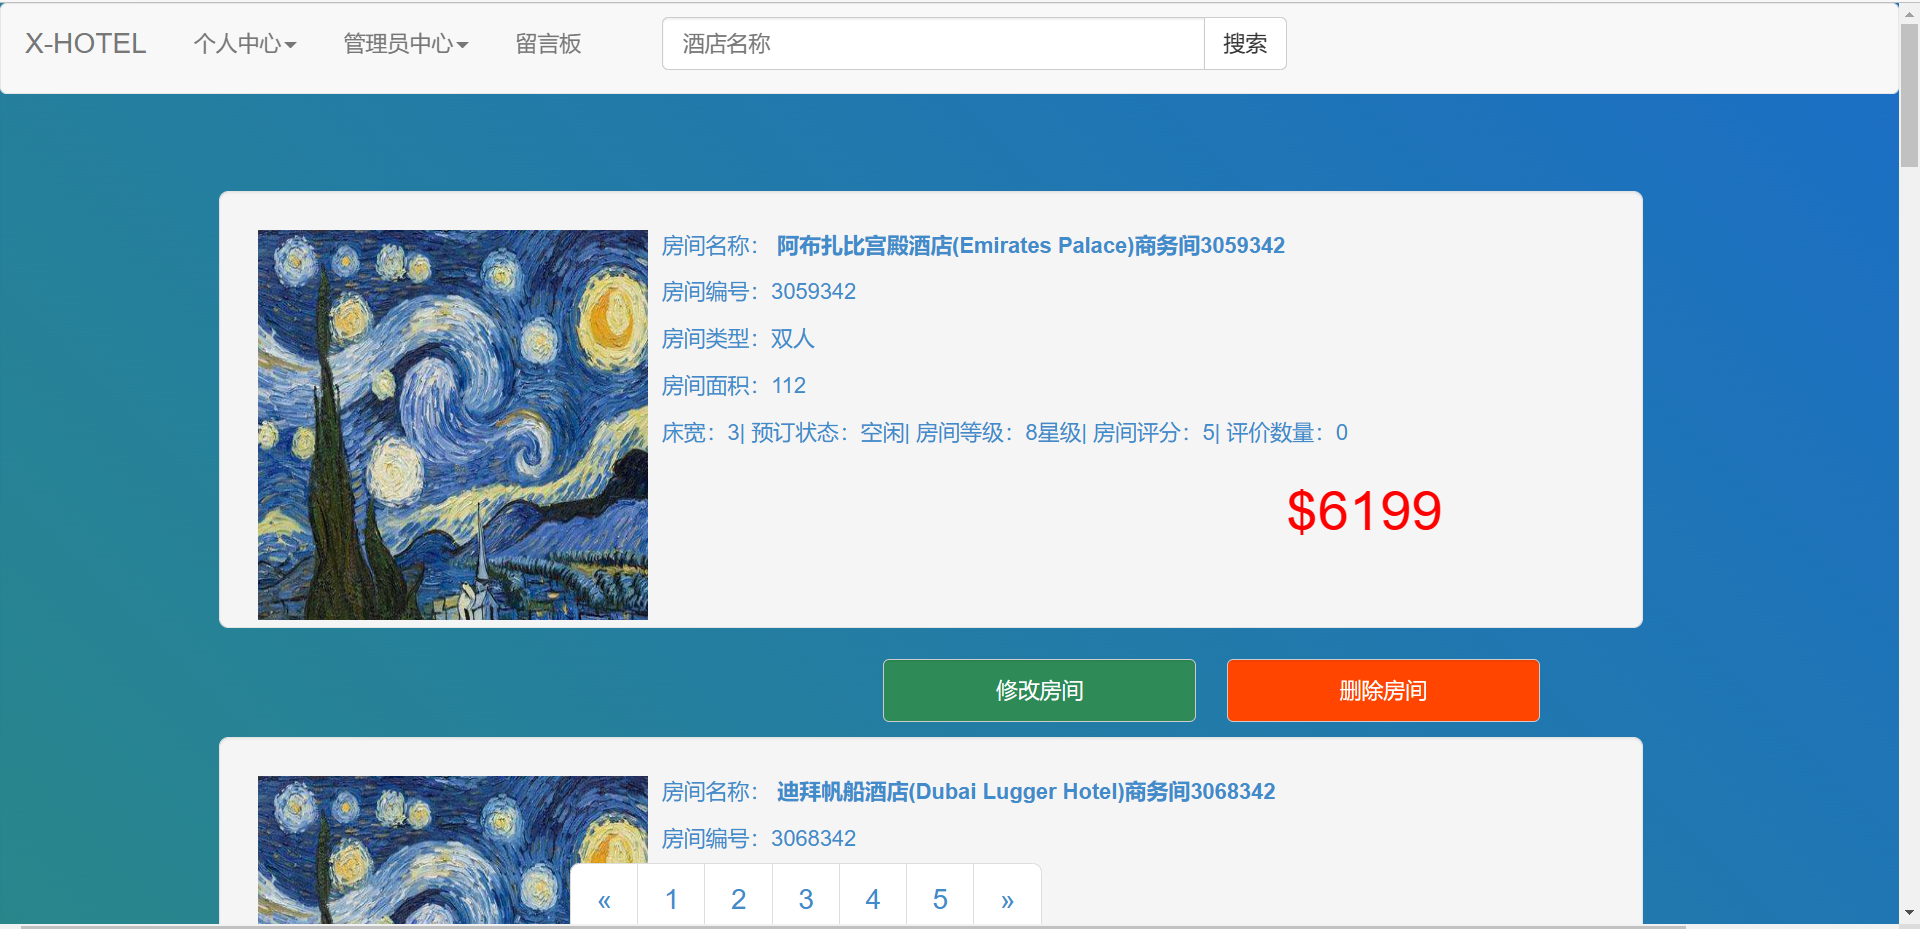 X-HOTEL 个人中心 管理员中心 留言板 酒店名称 搜索
房间名称： 阿布扎比宫殿酒店(Emirates Palace)商务间3059342
房间编号：3059342
房间类型：双人
房间面积：112
床宽：3| 预订状态：空闲| 房间等级：8星级| 房间评分：5| 评价数量：0
$6199
修改房间 删除房间
房间名称： 迪拜帆船酒店(Dubai Lugger Hotel)商务间3068342
房间编号：3068342
« 1 2 3 4 5 »